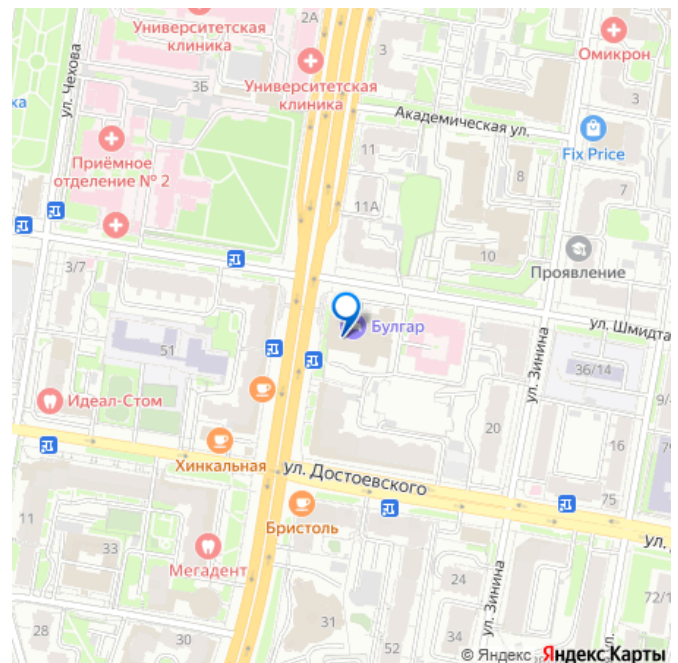 2А
Университетская
клиника
Омикрон
ул. Чехова
3Б
Университетская
клиника
3
ха
Академическая ул.
Fix Price
11
Приёмное
отделение № 2
8
7
11А
10
Проявление
3/7
Булгар
ул. Шмидта
51
ул. Зинина
36/14
Идеал-Стом
9/4
20
16
Хинкальная
ул. Достоевского
75
11
Бристоль
ул.
33
Мегадент
24
72/1
31
ул. Зинина
28
30
34
52
ул.
© Яндекс Яндекс Карты